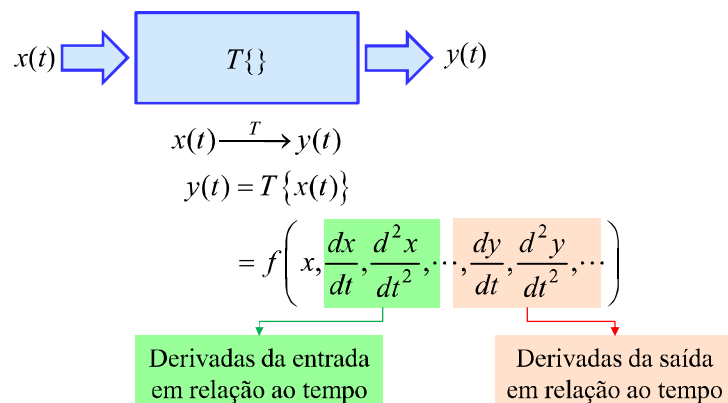 x(t) T{} y(t)
x(t) —T→ y(t)
y(t) = T{x(t)}
= f(x, dx/dt, d²x/dt², ⋯, dy/dt, d²y/dt², ⋯)
Derivadas da entrada
em relação ao tempo
Derivadas da saída
em relação ao tempo